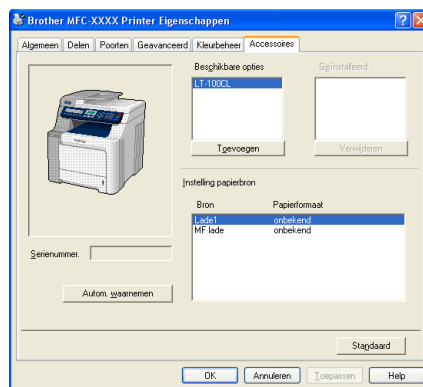 Brother MFC-XXXX Printer Eigenschappen
Algemeen Delen Poorten Geavanceerd Kleurbeheer Accessoires
Beschikbare opties Geïnstalleerd
LT-100CL
Toevoegen Verwijderen
Instelling papierbron
Bron Papierformaat
Lade1 onbekend
MF lade onbekend
Serienummer.
Autom. waarnemen
Standaard
OK Annuleren Toepassen Help